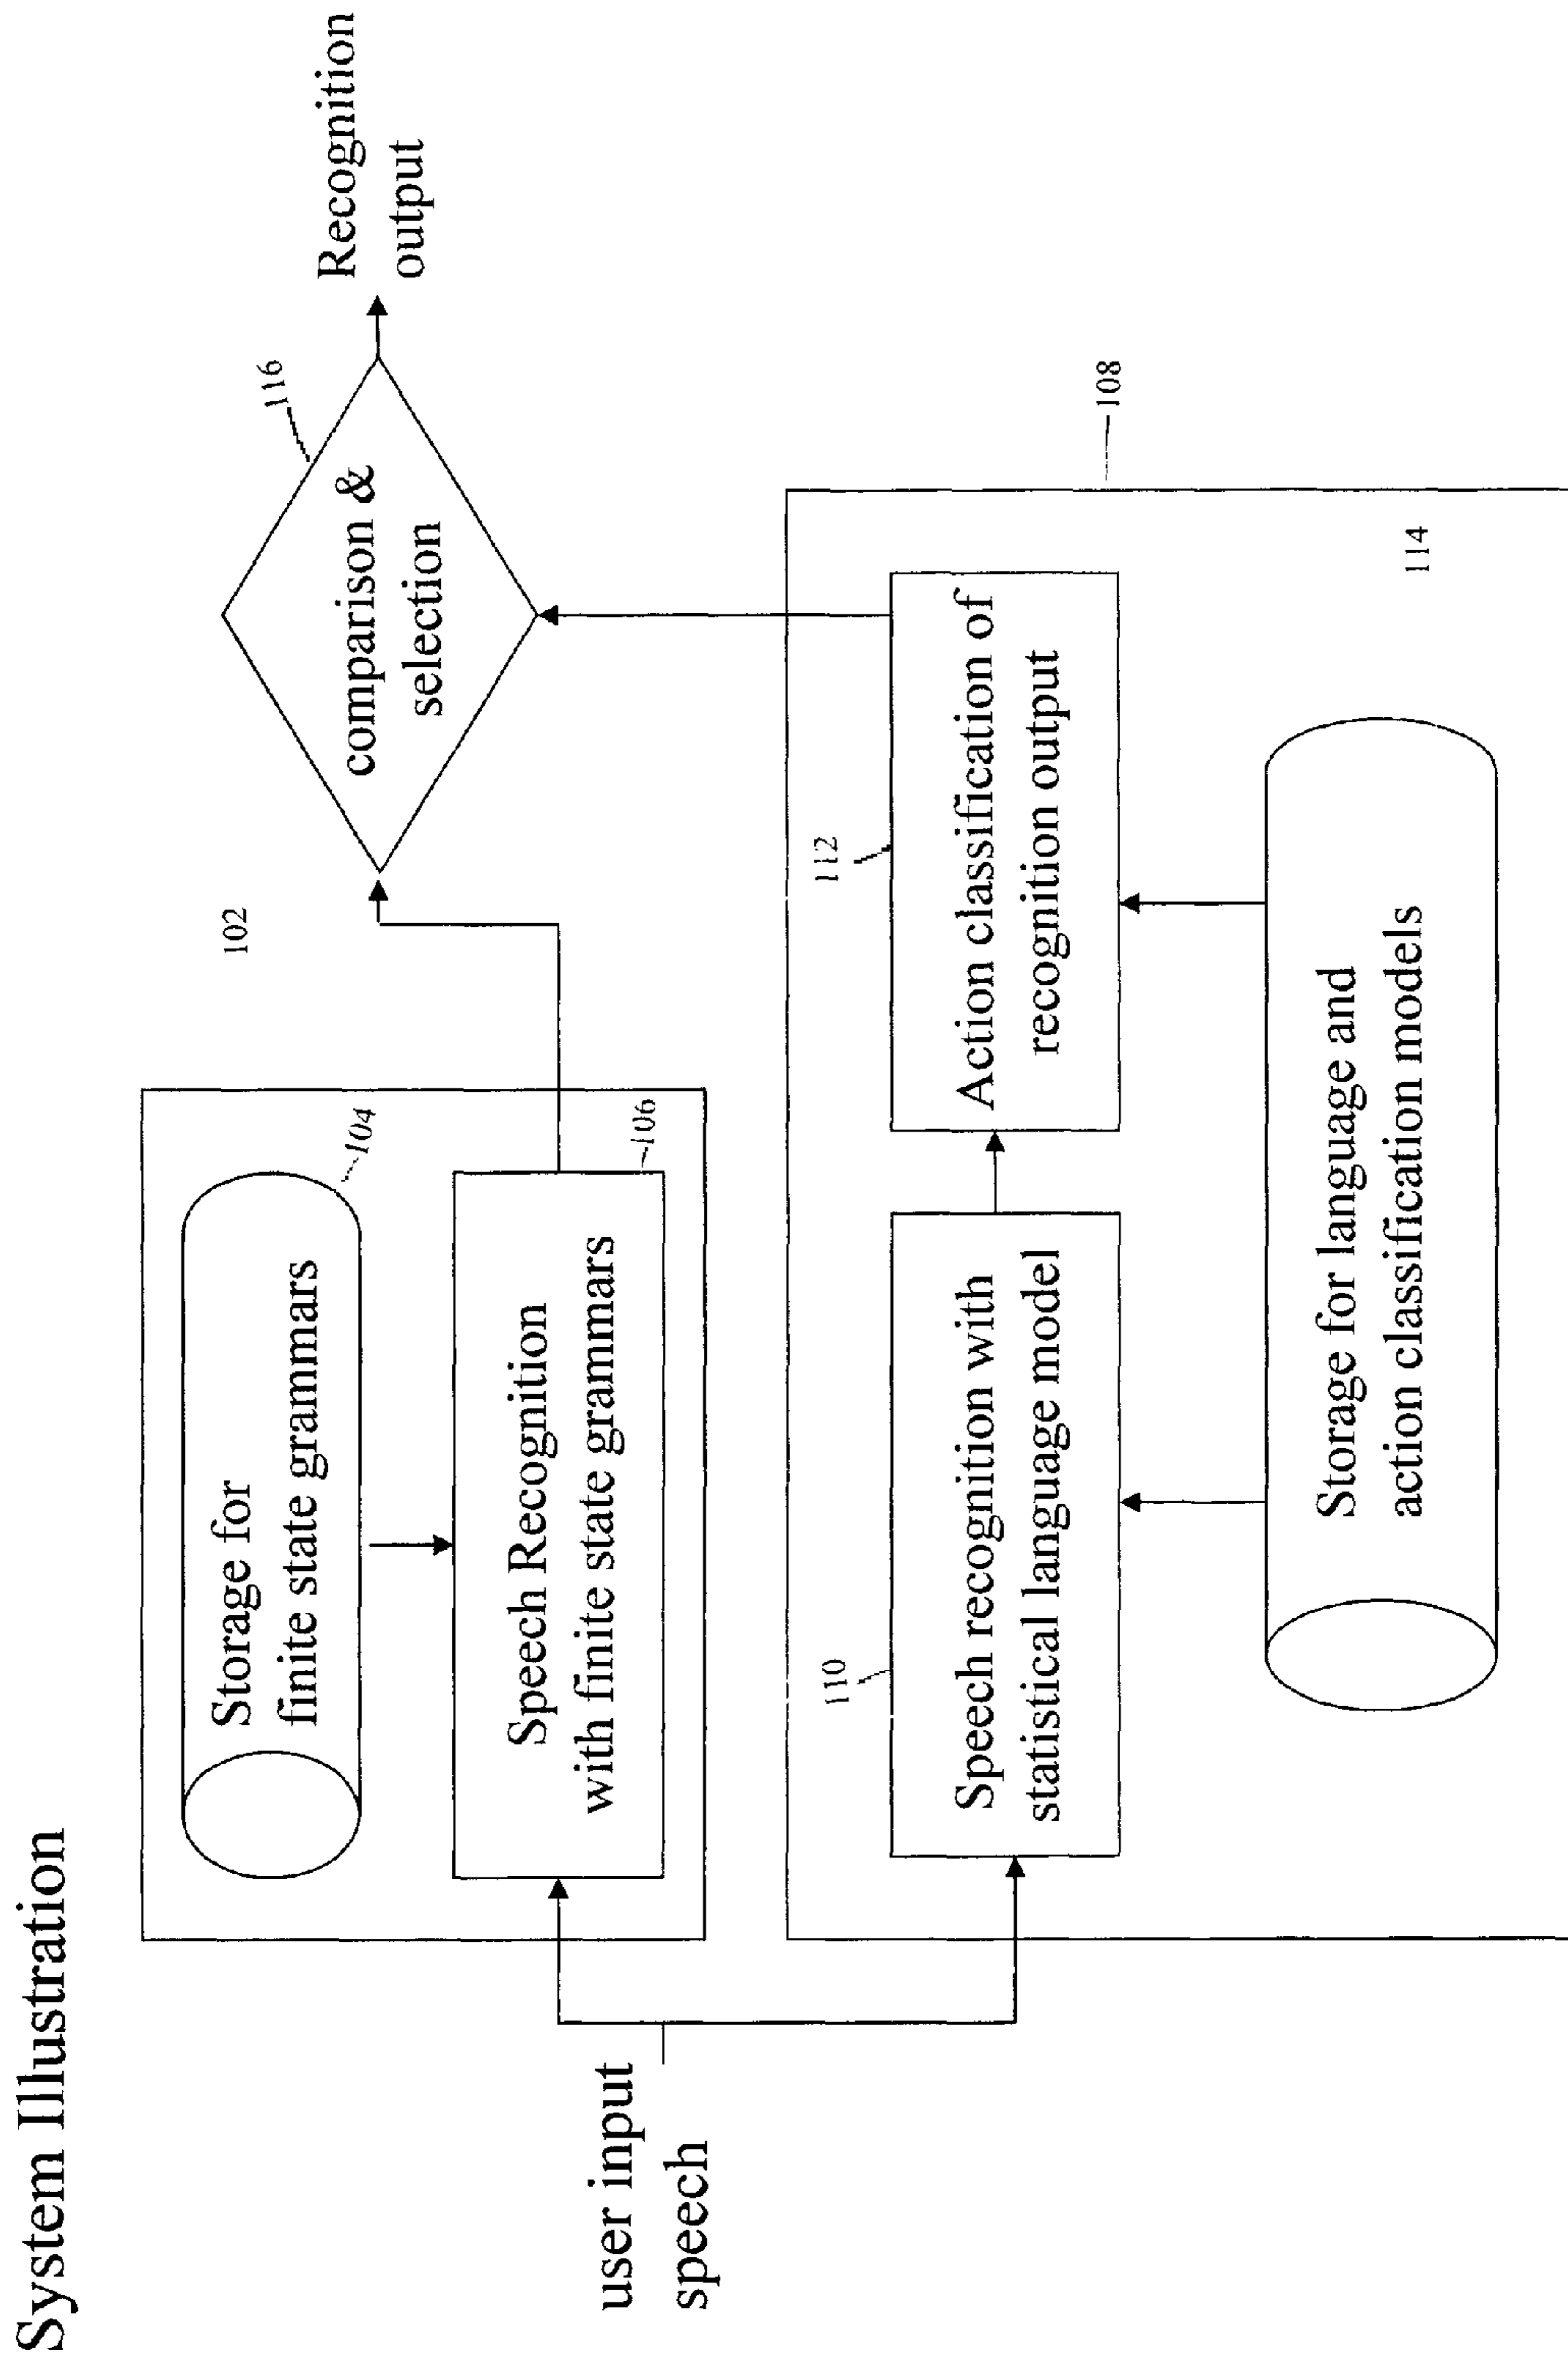 System Illustration
user input
speech
Storage for
finite state grammars
104
Speech Recognition
with finite state grammars
106
102
comparison &
selection
116
Recognition
output
108
110
Speech recognition with
statistical language model
112
Action classification of
recognition output
114
Storage for language and
action classification models